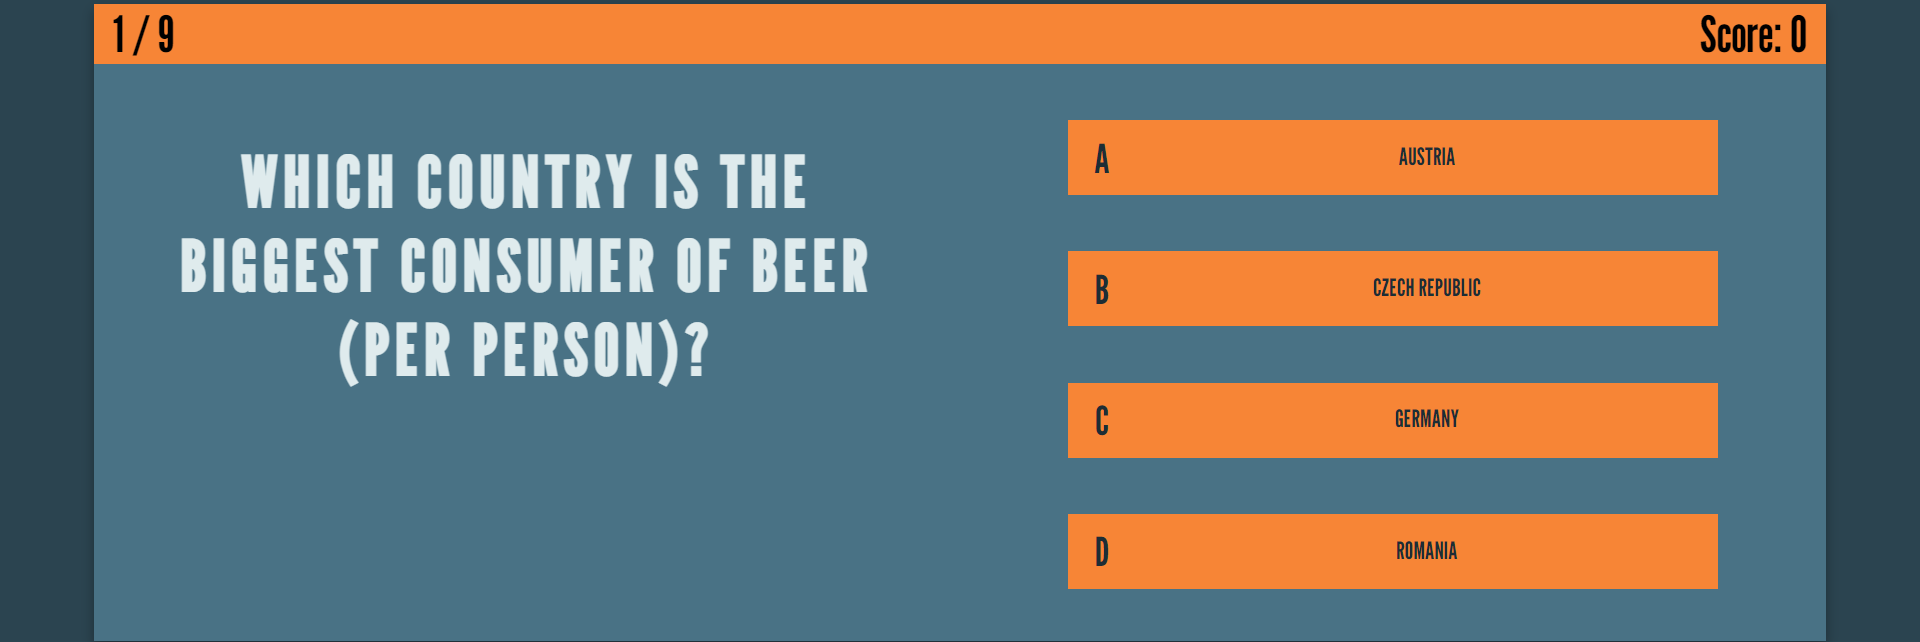 1 / 9
Score: 0
WHICH COUNTRY IS THE
BIGGEST CONSUMER OF BEER
(PER PERSON)?
A AUSTRIA
B CZECH REPUBLIC
C GERMANY
D ROMANIA